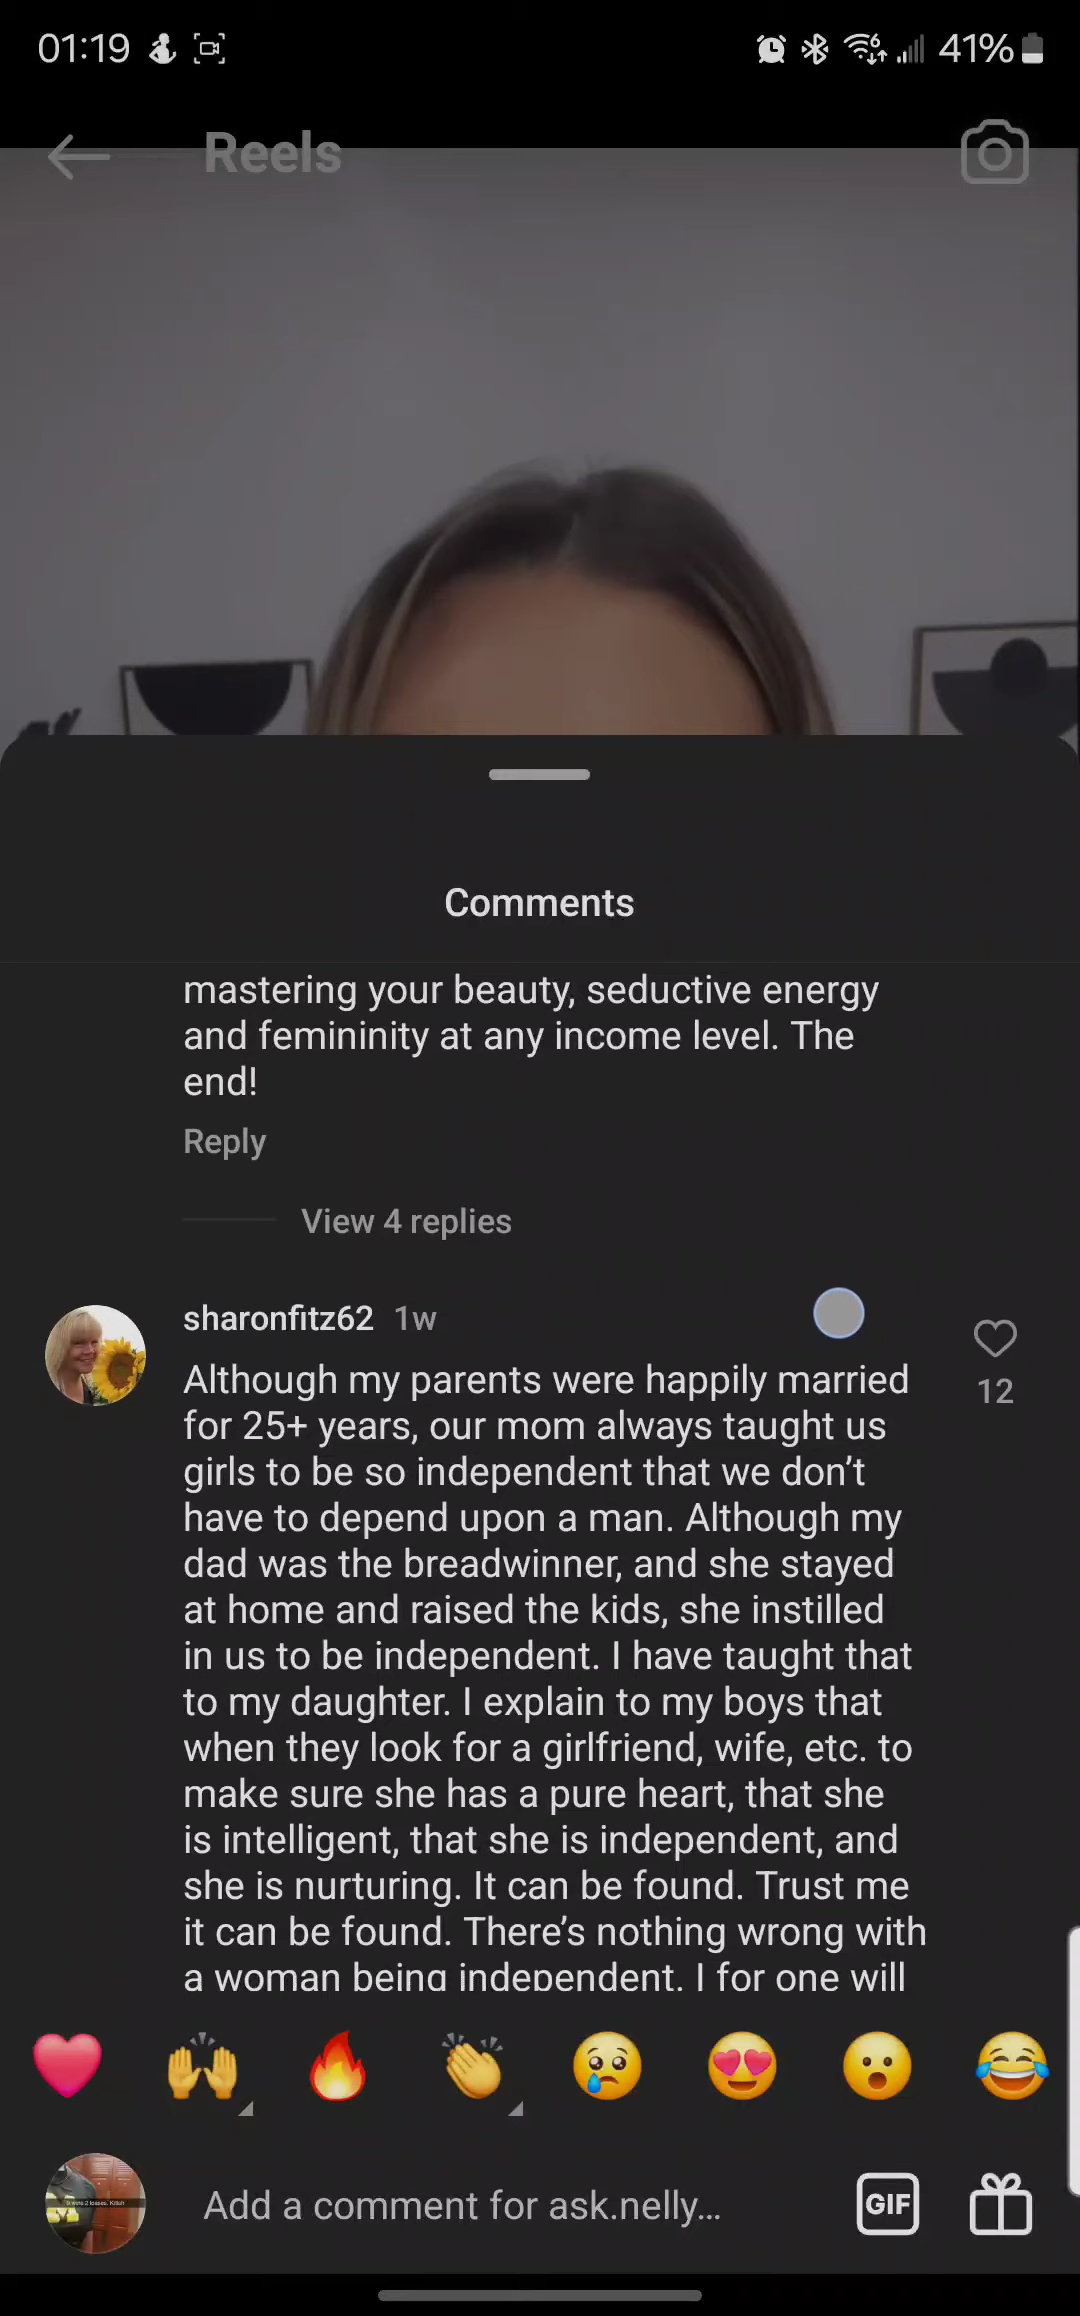 01:19
6
41%
Reels
Comments
mastering your beauty, seductive energy
and femininity at any income level. The
end!
Reply
View 4 replies
sharonfitz62 1w
12
Although my parents were happily married
for 25+ years, our mom always taught us
girls to be so independent that we don’t
have to depend upon a man. Although my
dad was the breadwinner, and she stayed
at home and raised the kids, she instilled
in us to be independent. I have taught that
to my daughter. I explain to my boys that
when they look for a girlfriend, wife, etc. to
make sure she has a pure heart, that she
is intelligent, that she is independent, and
she is nurturing. It can be found. Trust me
it can be found. There’s nothing wrong with
a woman being independent. I for one will
Add a comment for ask.nelly...
GIF